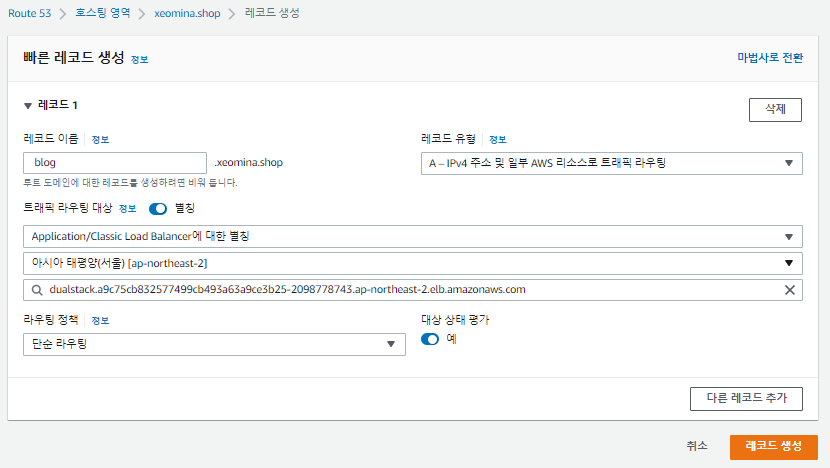 Route 53 > 호스팅 영역 > xeomina.shop > 레코드 생성
빠른 레코드 생성 정보
마법사로 전환
▼ 레코드 1
삭제
레코드 이름 정보
레코드 유형 정보
blog .xeomina.shop
A – IPv4 주소 및 일부 AWS 리소스로 트래픽 라우팅
루트 도메인에 대한 레코드를 생성하려면 비워 둡니다.
트래픽 라우팅 대상 정보 별칭
Application/Classic Load Balancer에 대한 별칭
아시아 태평양(서울) [ap-northeast-2]
dualstack.a9c75cb832577499cb493a63a9ce3b25-2098778743.ap-northeast-2.elb.amazonaws.com
라우팅 정책 정보
대상 상태 평가
단순 라우팅
예
다른 레코드 추가
취소
레코드 생성